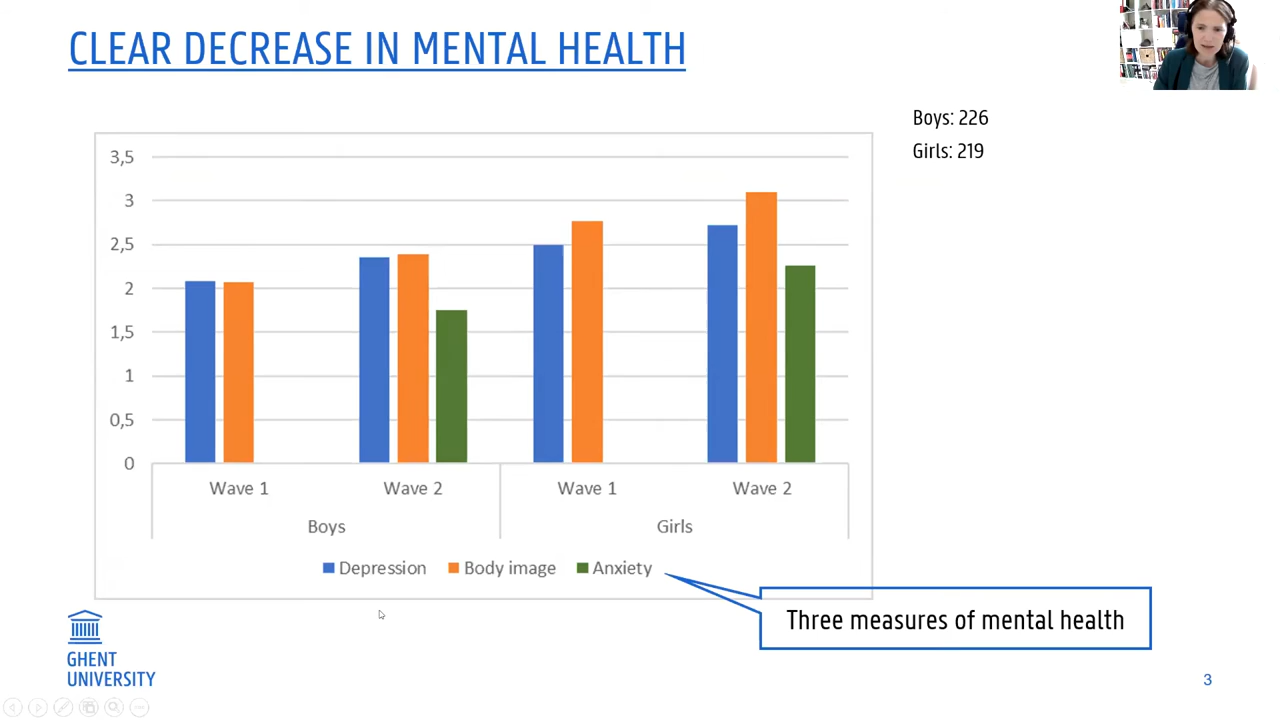 CLEAR DECREASE IN MENTAL HEALTH
Boys: 226
Girls: 219
3,5
3
2,5
2
1,5
1
0,5
0
Wave 1
Wave 2
Wave 1
Wave 2
Boys
Girls
Depression
Body image
Anxiety
Three measures of mental health
GHENT
UNIVERSITY
3